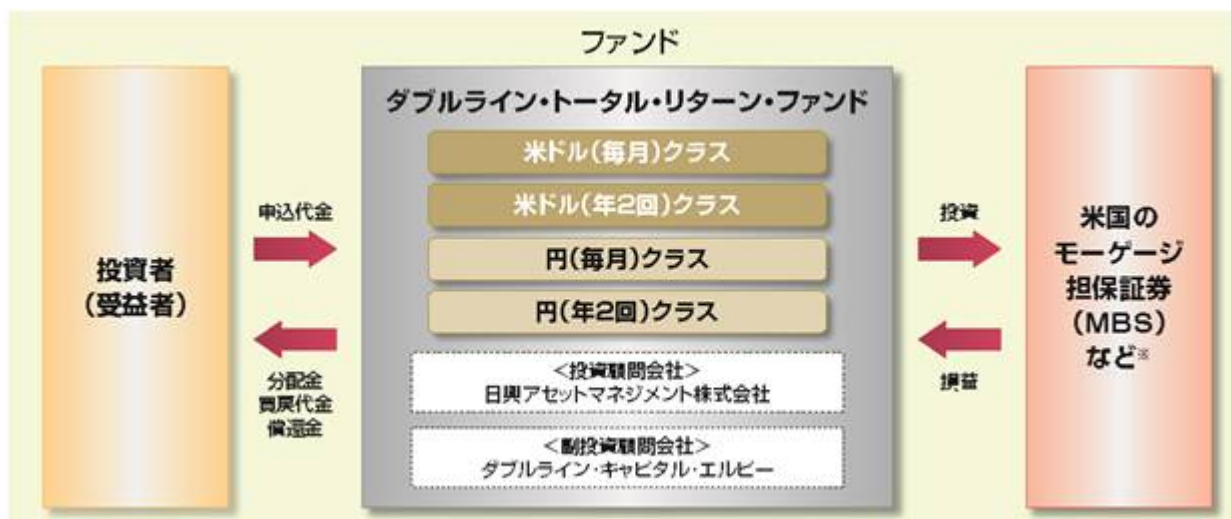 ファンド
投資者
（受益者）
申込代金
分配金
買戻代金
償還金
ダブルライン・トータル・リターン・ファンド
米ドル（毎月）クラス
米ドル（年2回）クラス
円（毎月）クラス
円（年2回）クラス
＜投資顧問会社＞
日興アセットマネジメント株式会社
＜副投資顧問会社＞
ダブルライン・キャピタル・エルピー
投資
損益
米国の
モーゲージ
担保証券
（MBS）
など※